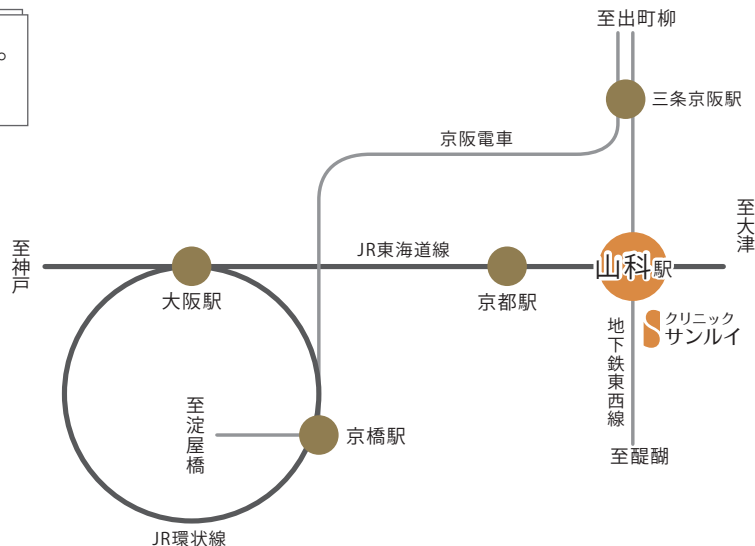 。
至出町柳
三条京阪駅
京阪電車
至大津
JR東海道線
至神戸
山科駅
大阪駅
京都駅
クリニック
サンルイ
地下鉄東西線
至淀屋橋
京橋駅
至醍醐
JR環状線